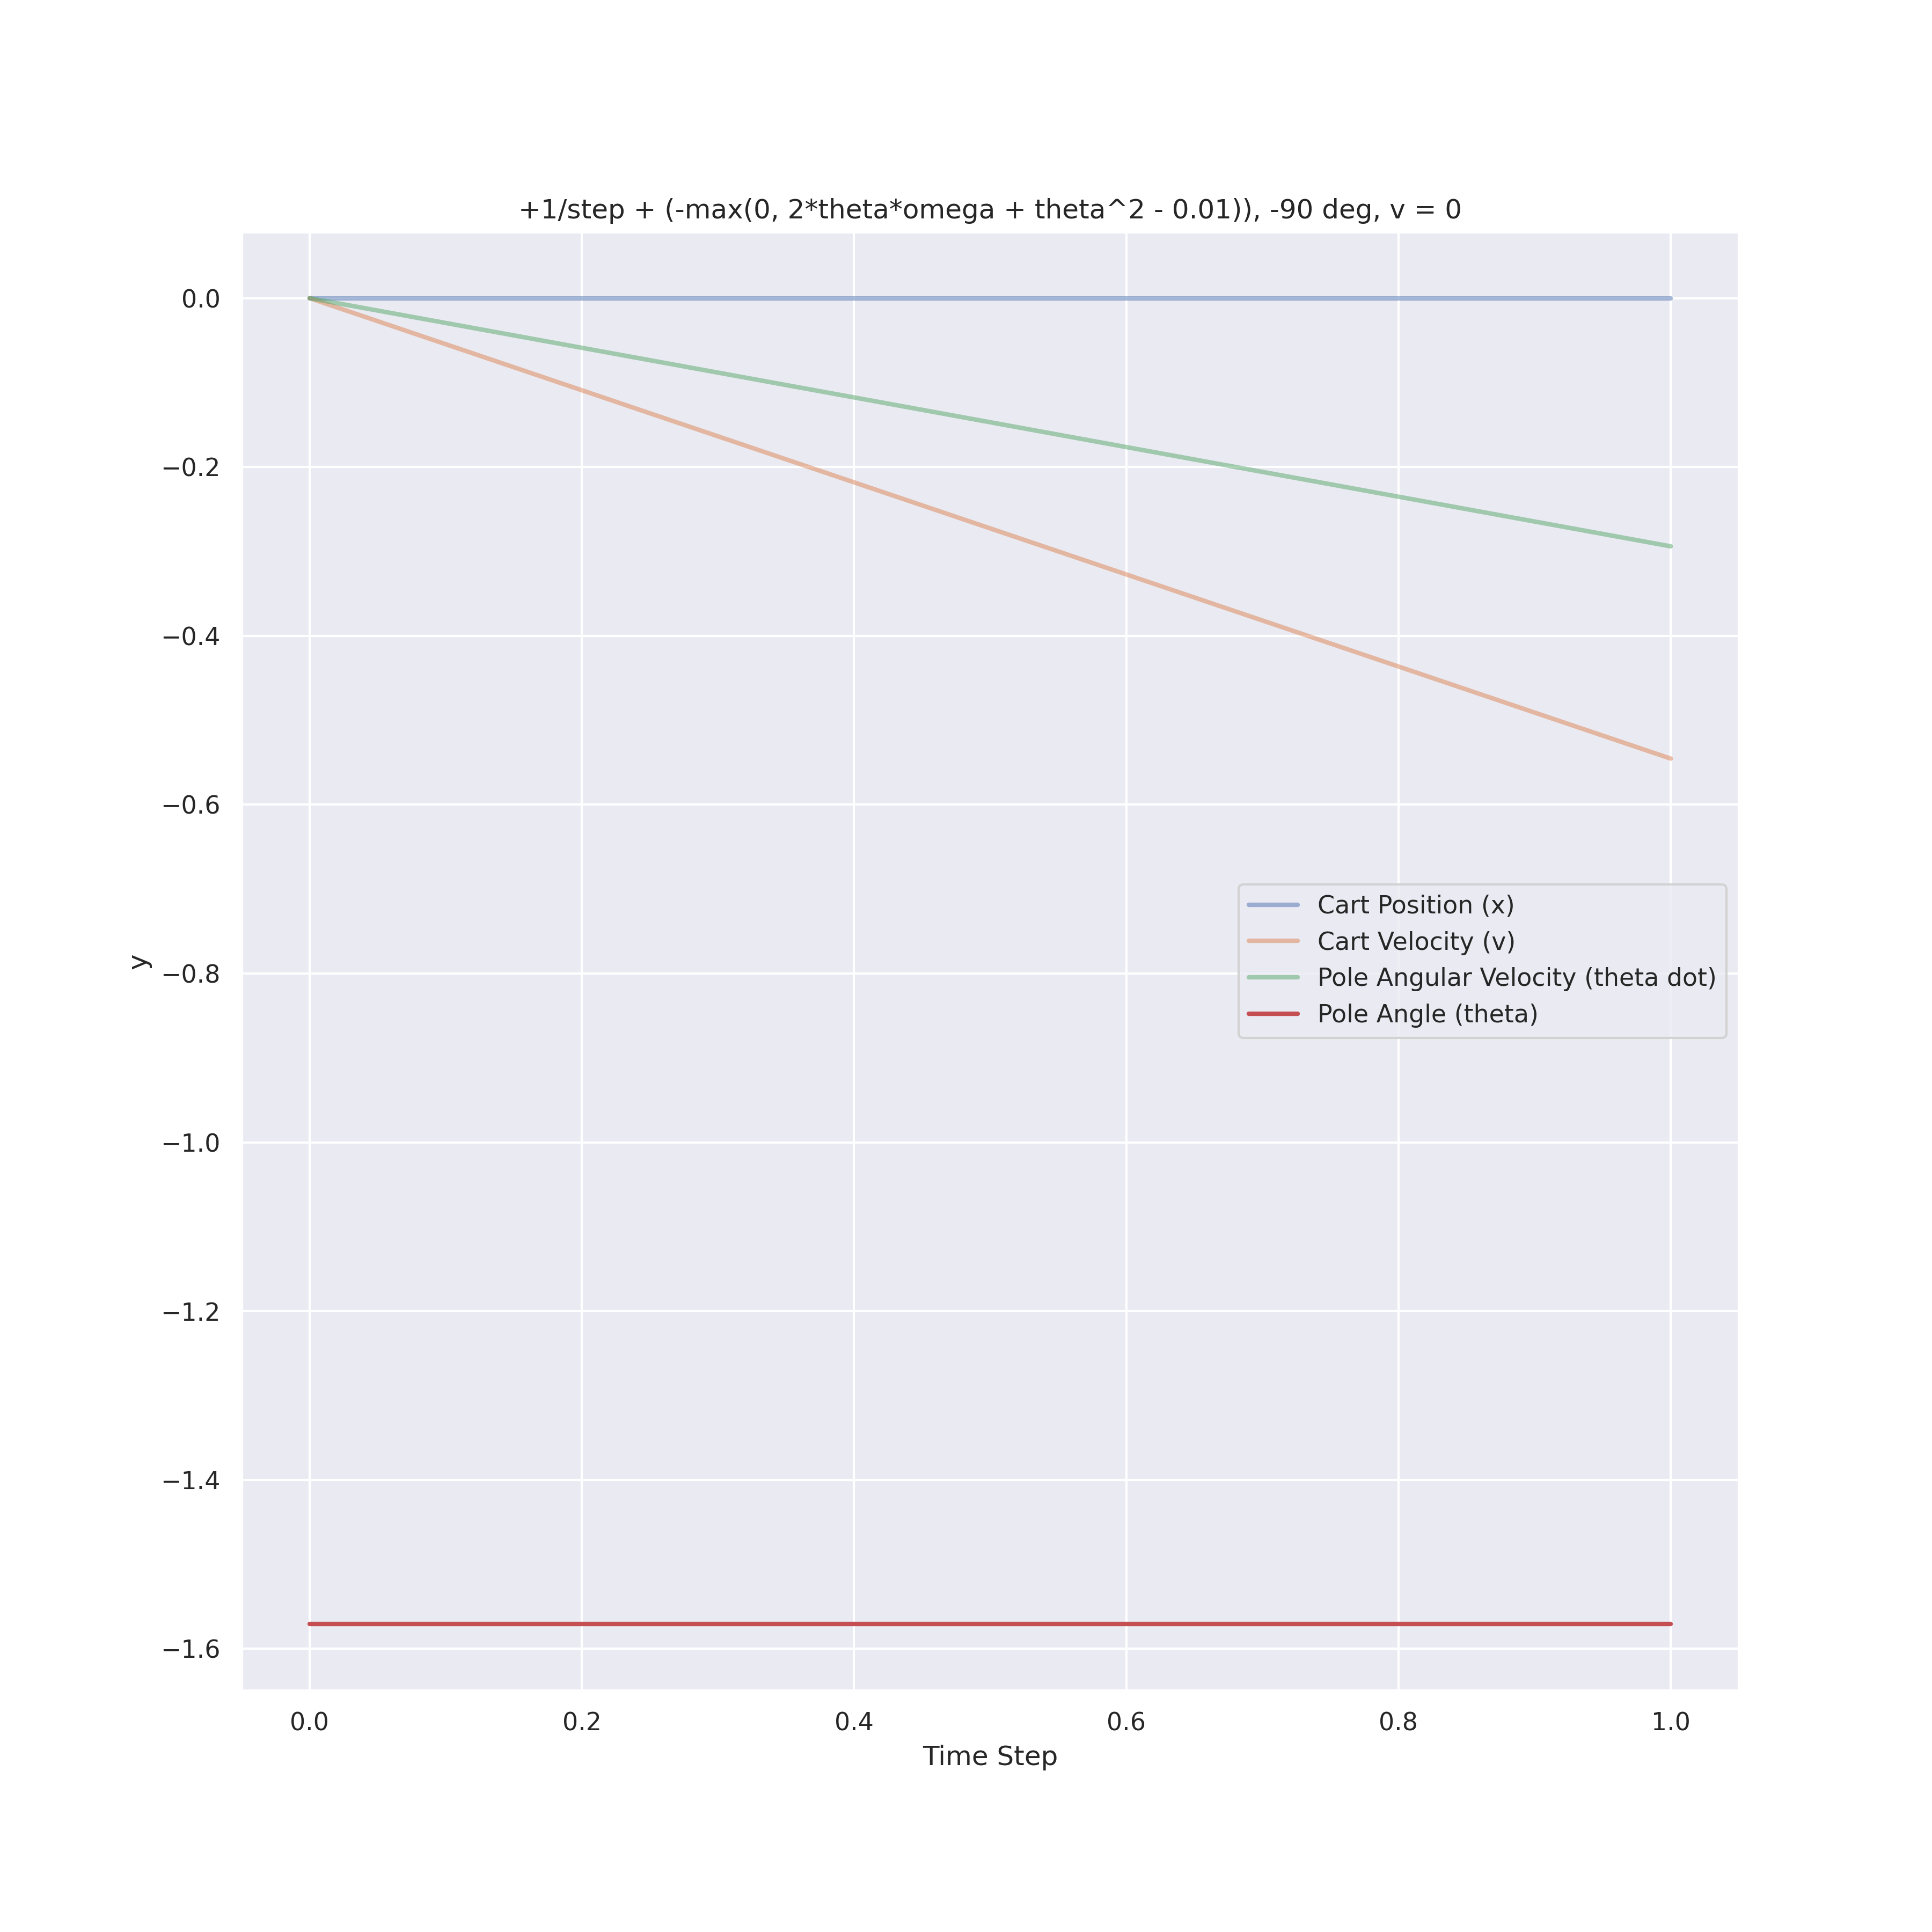 +1/step + (-max(0, 2*theta*omega + theta^2 - 0.01)), -90 deg, v = 0
0.0
−0.2
−0.4
−0.6
−0.8
−1.0
−1.2
−1.4
−1.6
y
Cart Position (x)
Cart Velocity (v)
Pole Angular Velocity (theta dot)
Pole Angle (theta)
0.0 0.2 0.4 0.6 0.8 1.0
Time Step